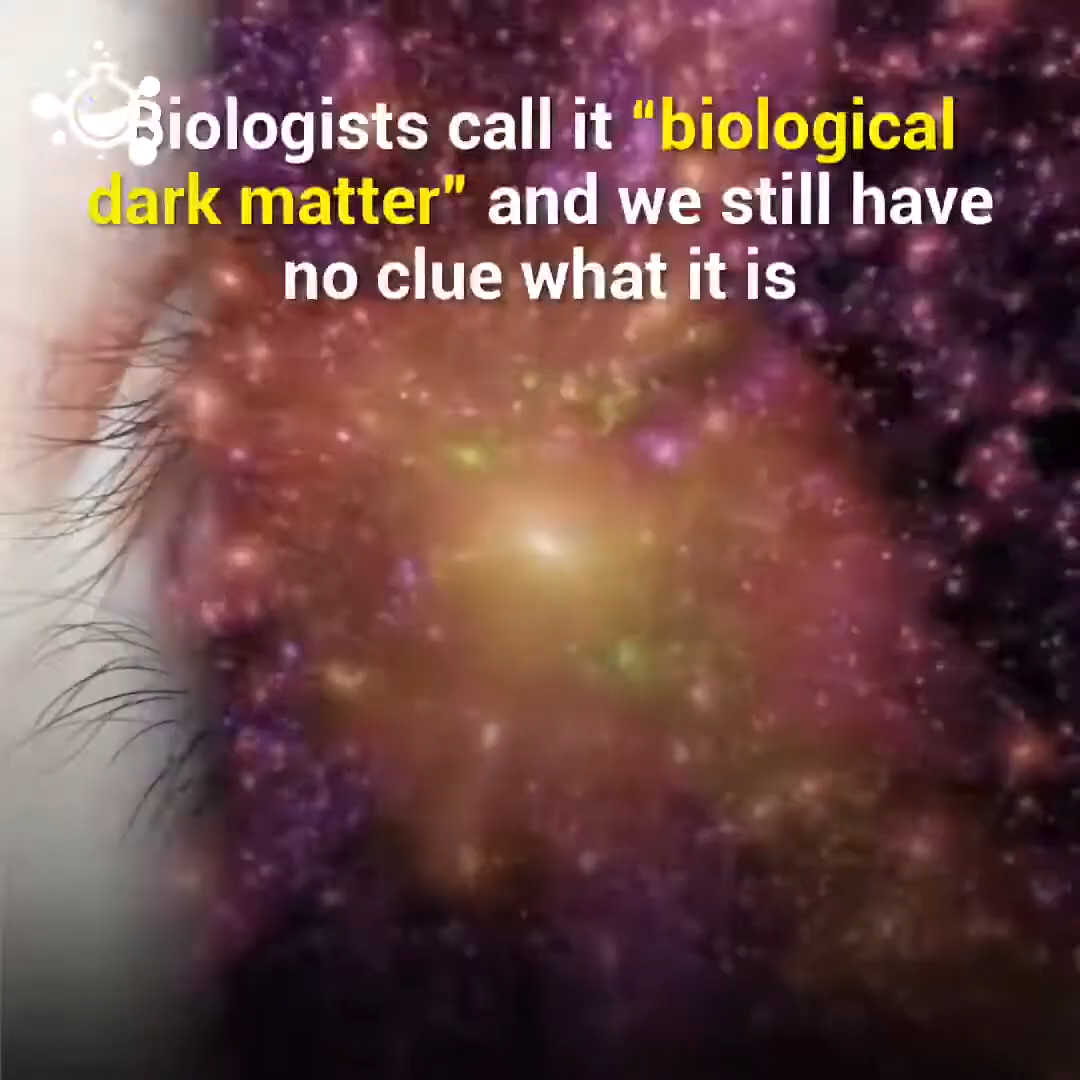 Biologists call it “biological
dark matter” and we still have
no clue what it is